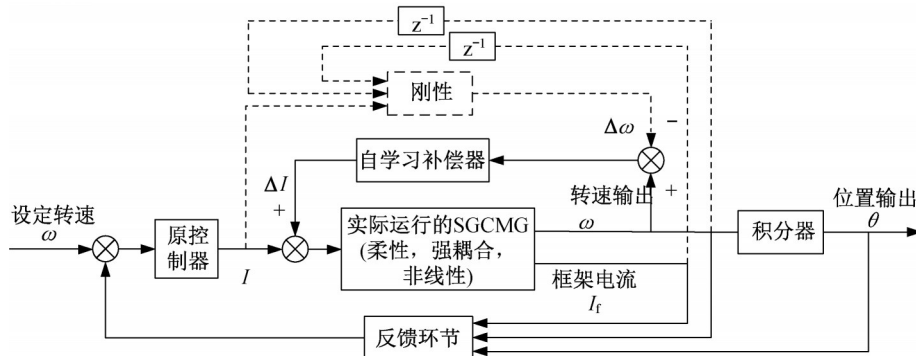 z⁻¹
z⁻¹
刚性
Δω
−
自学习补偿器
ΔI
+
转速输出
+
设定转速
ω
原控
制器
I
实际运行的SGCMG
(柔性，强耦合，
非线性)
ω
积分器
位置输出
θ
框架电流
I_f
反馈环节